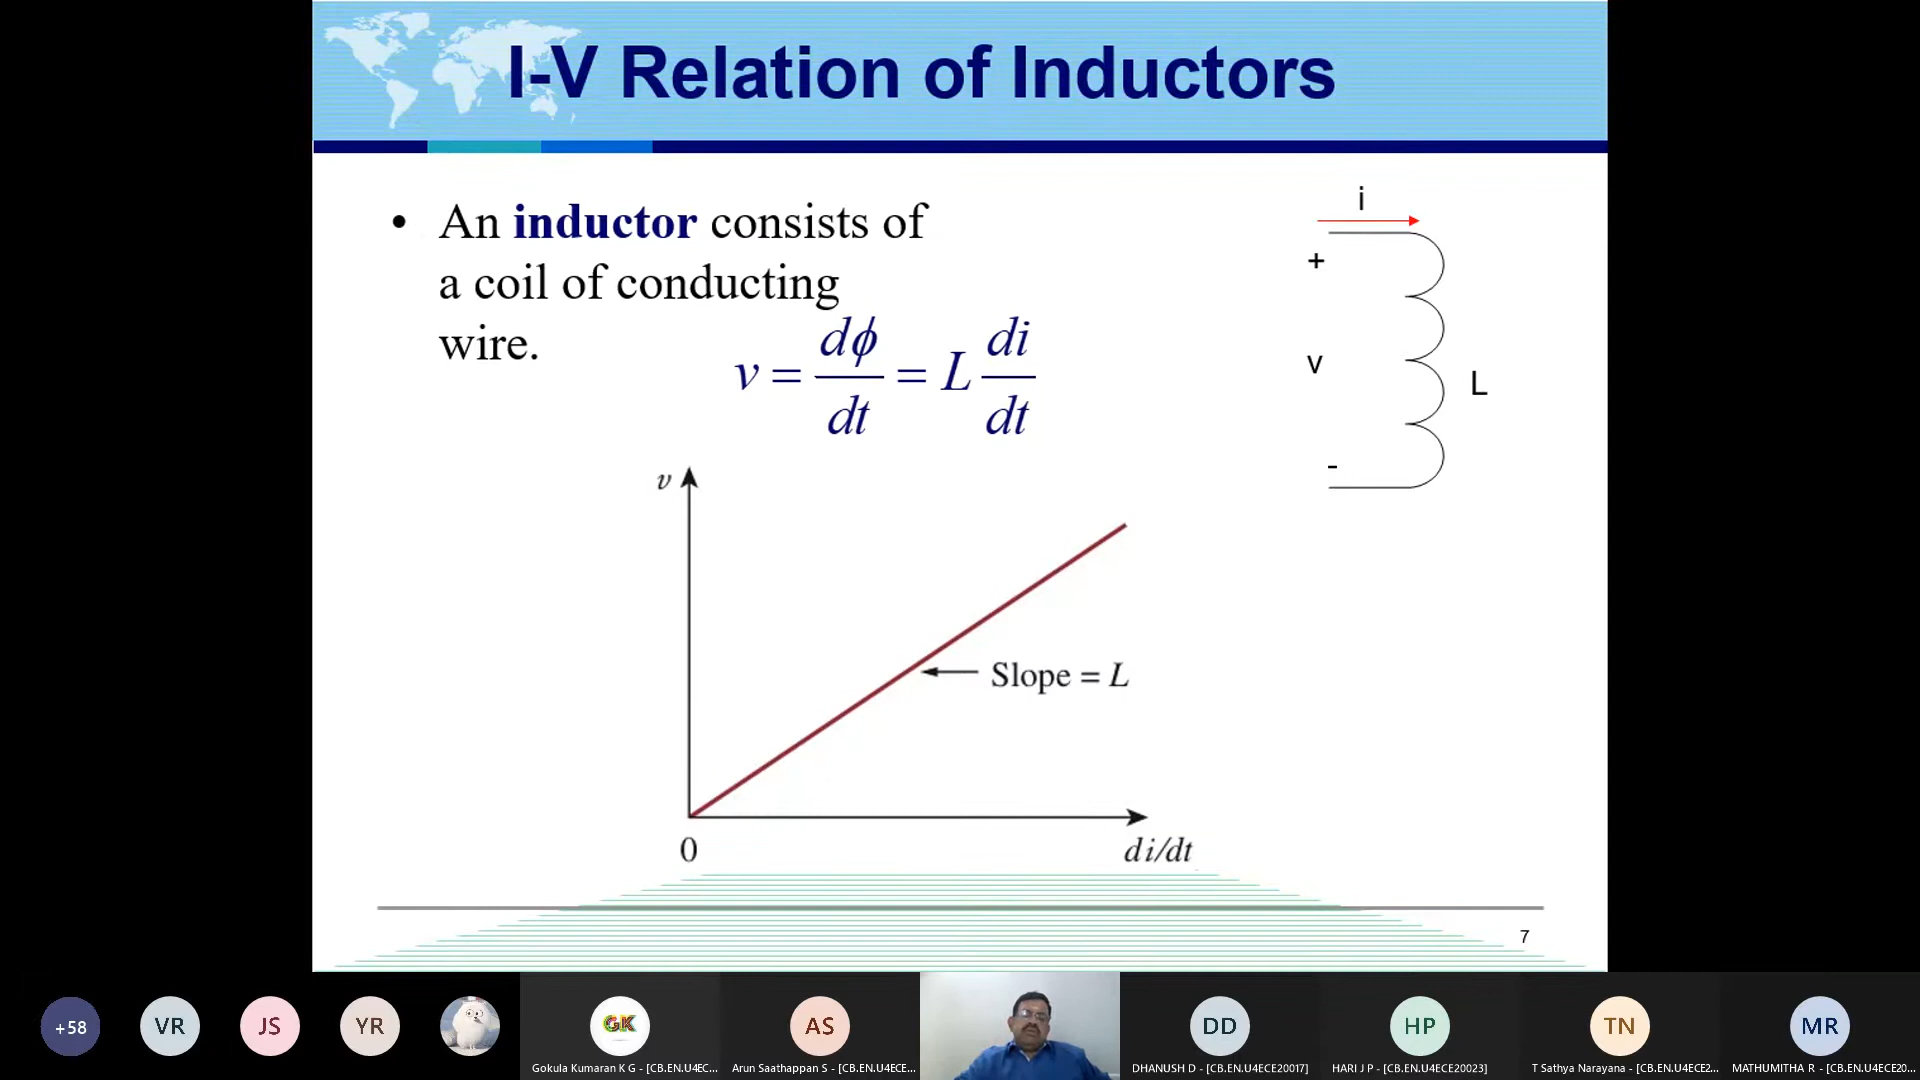 I-V Relation of Inductors
• An inductor consists of
a coil of conducting
wire.
v = dϕ/dt = L di/dt
i
+
v
L
-
v
Slope = L
0
di/dt
7
+58
VR
JS
YR
GK
AS
DD
HP
TN
MR
Gokula Kumaran K G - [CB.EN.U4EC...
Arun Saathappan S - [CB.EN.U4ECE...
DHANUSH D - [CB.EN.U4ECE20017]
HARI J P - [CB.EN.U4ECE20023]
T Sathya Narayana - [CB.EN.U4ECE2...
MATHUMITHA R - [CB.EN.U4ECE20...